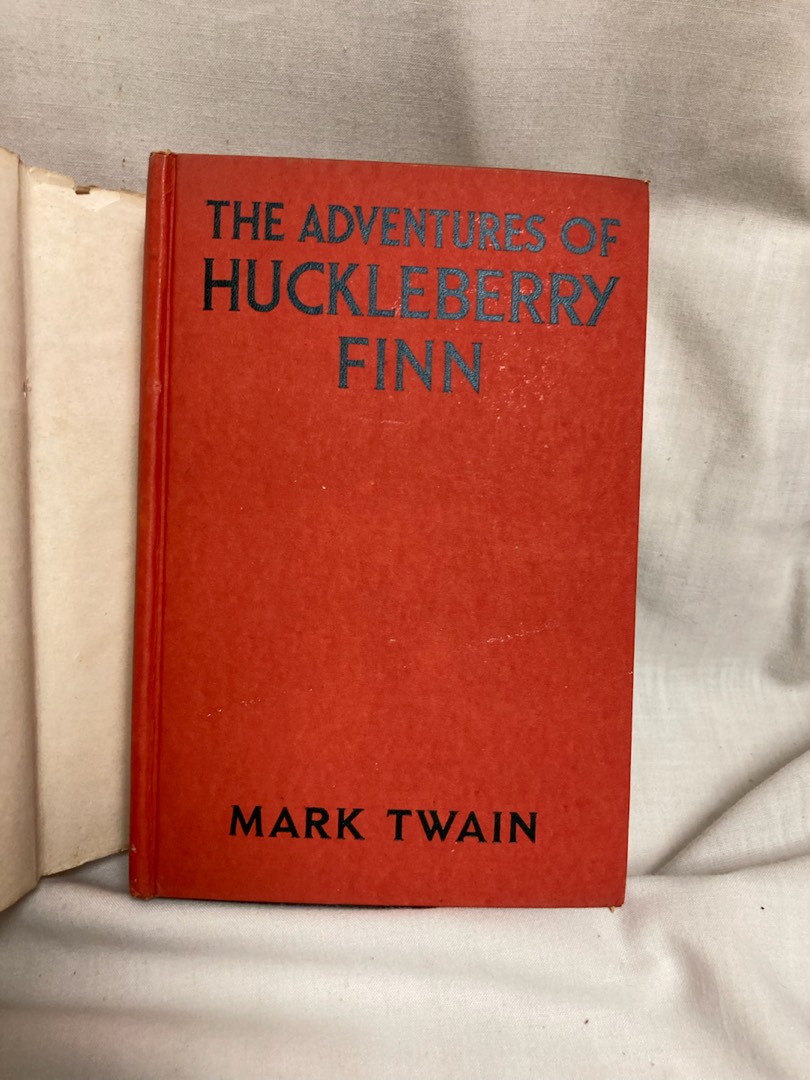 THE ADVENTURES OF
HUCKLEBERRY
FINN
MARK TWAIN